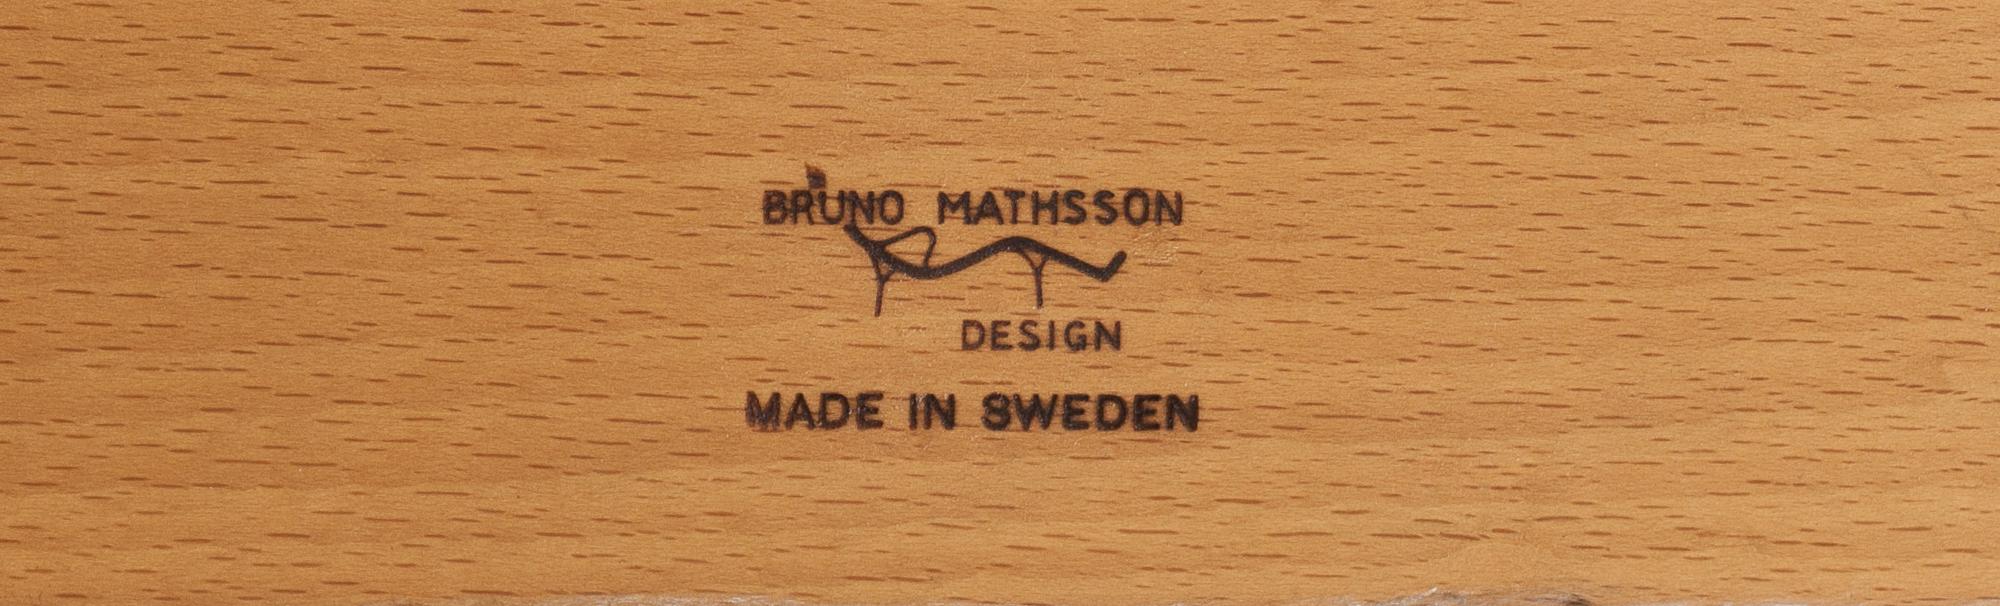 BRUNO MATHSSON
DESIGN
MADE IN SWEDEN